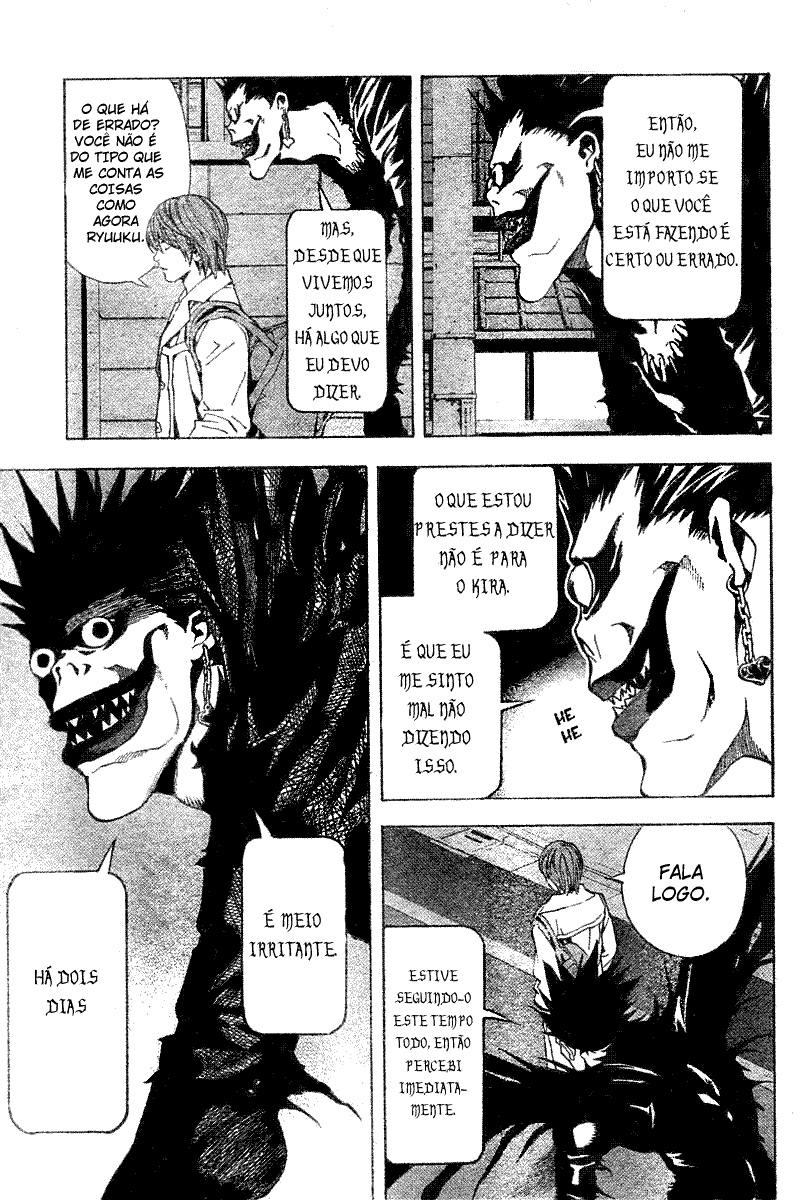 ENTÃO,
EU NÃO ME
IMPORTO SE
O QUE VOCÊ
ESTÁ FAZENDO É
CERTO OU ERRADO.
MAS,
DESDE QUE
VIVEMOS
JUNTOS,
HÁ ALGO QUE
EU DEVO
DIZER.
O QUE HÁ
DE ERRADO?
VOCÊ NÃO É
DO TIPO QUE
ME CONTA AS
COISAS
COMO
AGORA
RYUUKU.
O QUE ESTOU
PRESTES A DIZER
NÃO É PARA
O KIRA.
É QUE EU
ME SINTO
MAL NÃO
DIZENDO
ISSO.
HE
HE
FALA
LOGO.
ESTIVE
SEGUINDO-O
ESTE TEMPO
TODO, ENTÃO
PERCEBI
IMEDIATA-
MENTE.
É MEIO
IRRITANTE.
HÁ DOIS
DIAS